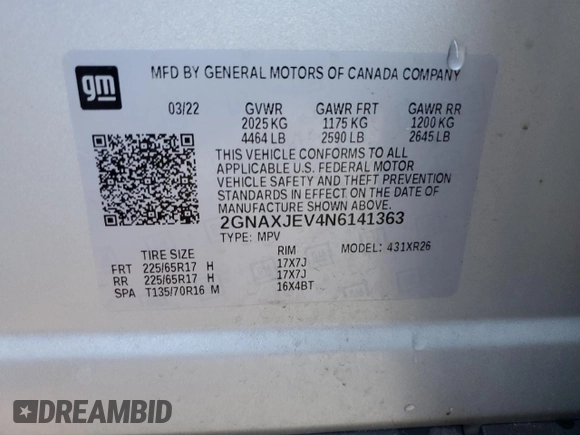 gm
MFD BY GENERAL MOTORS OF CANADA COMPANY
03/22 GVWR GAWR FRT GAWR RR
2025 KG 1175 KG 1200 KG
4464 LB 2590 LB 2645 LB
THIS VEHICLE CONFORMS TO ALL
APPLICABLE U.S. FEDERAL MOTOR
VEHICLE SAFETY AND THEFT PREVENTION
STANDARDS IN EFFECT ON THE DATE OF
MANUFACTURE.
2GNAXJEV4N6141363
TYPE: MPV MODEL: 431XR26
TIRE SIZE RIM
FRT 225/65R17 H 17X7J
RR 225/65R17 H 17X7J
SPA T135/70R16 M 16X4BT
DREAMBID